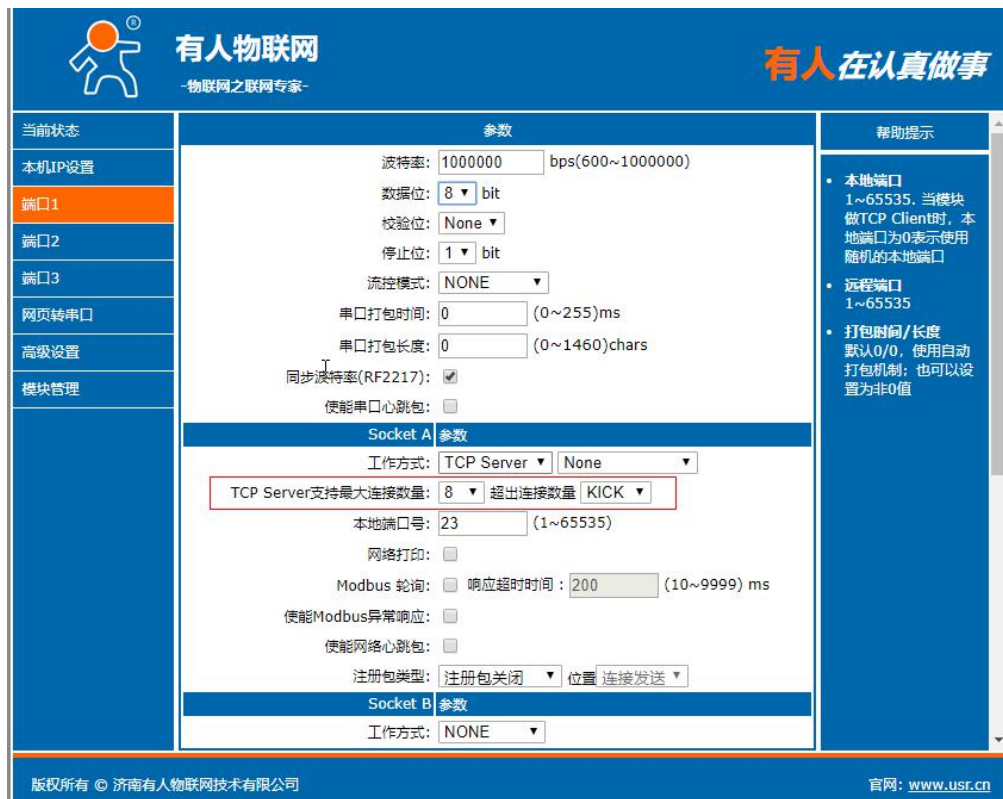 ®
有人物联网
-物联网之联网专家-
有人在认真做事
当前状态
本机IP设置
端口1
端口2
端口3
网页转串口
高级设置
模块管理
参数
波特率: 1000000 bps(600~1000000)
数据位: 8 ▼ bit
校验位: None ▼
停止位: 1 ▼ bit
流控模式: NONE ▼
串口打包时间: 0 (0~255)ms
串口打包长度: 0 (0~1460)chars
同步波特率(RF2217):
使能串口心跳包:
Socket A 参数
工作方式: TCP Server ▼ None ▼
TCP Server支持最大连接数量: 8 ▼ 超出连接数量 KICK ▼
本地端口号: 23 (1~65535)
网络打印:
Modbus 轮询: 响应超时时间 : 200 (10~9999) ms
使能Modbus异常响应:
使能网络心跳包:
注册包类型: 注册包关闭 ▼ 位置 连接发送 ▼
Socket B 参数
工作方式: NONE ▼
帮助提示
• 本地端口
1~65535. 当模块
做TCP Client时, 本
地端口为0表示使用
随机的本地端口
• 远程端口
1~65535
• 打包时间/长度
默认0/0, 使用自动
打包机制; 也可以设
置为非0值
版权所有 © 济南有人物联网技术有限公司
官网: www.usr.cn